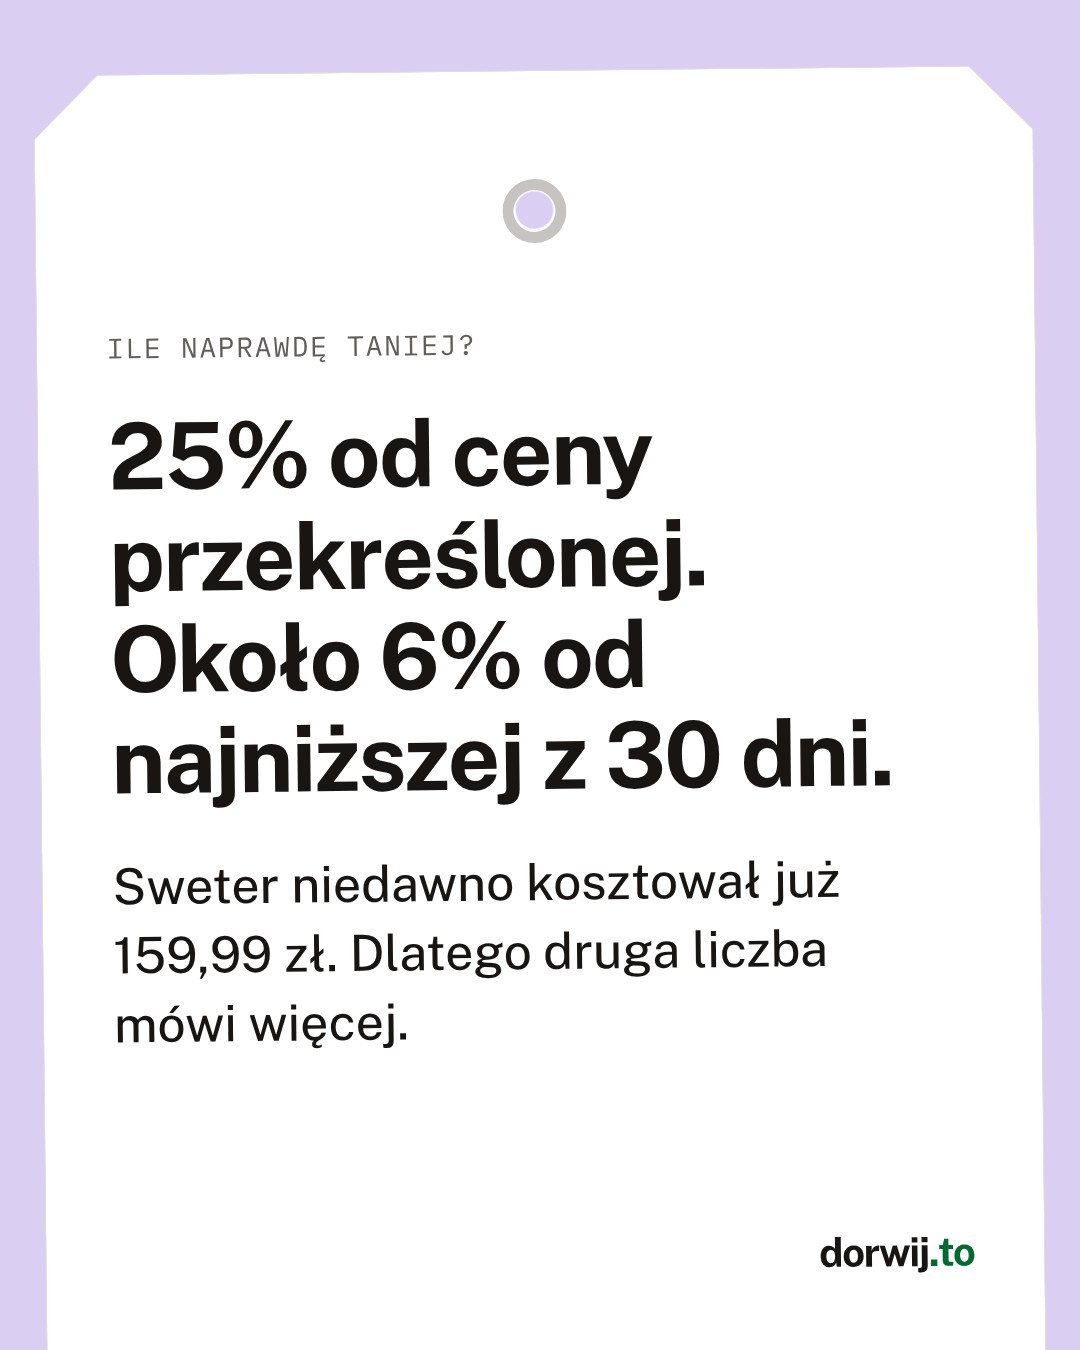 ILE NAPRAWDĘ TANIEJ?
25% od ceny
przekreślonej.
Około 6% od
najniższej z 30 dni.
Sweter niedawno kosztował już
159,99 zł. Dlatego druga liczba
mówi więcej.
dorwij.to